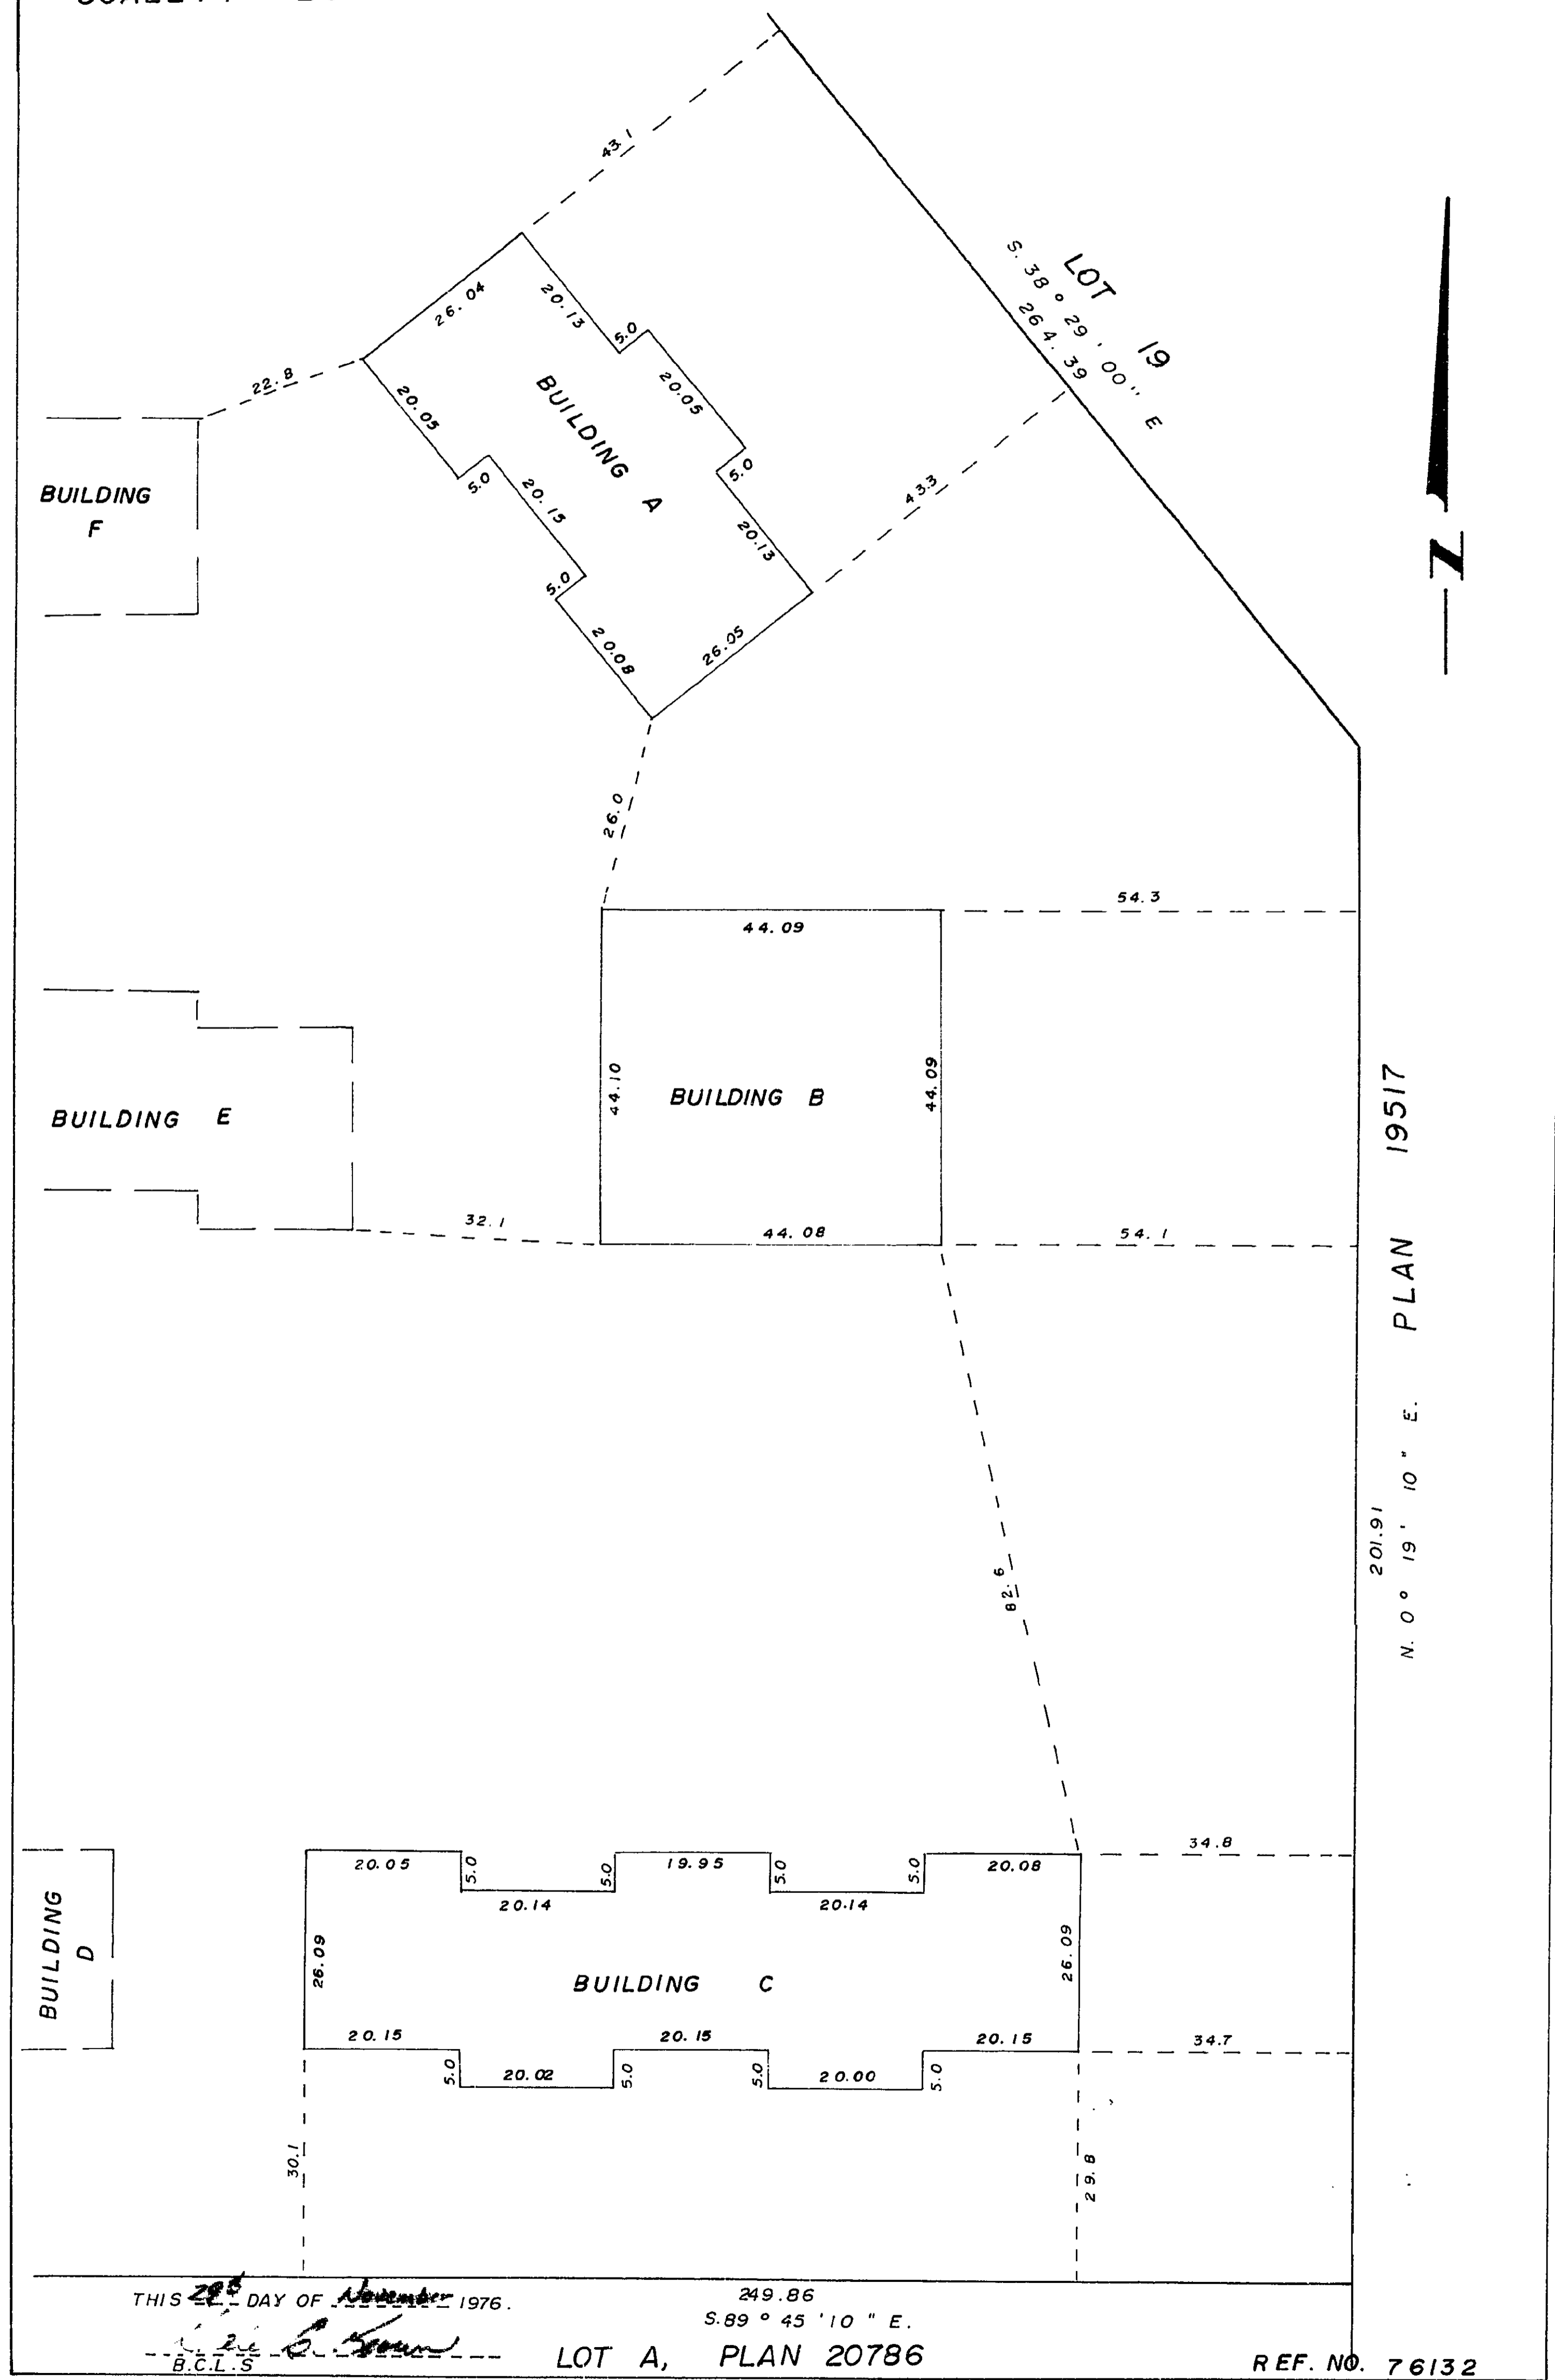 43.1
LOT 19
S. 38° 29' 00" E
264.39
26.04
20.13
5.0
22.8
20.05
BUILDING A
20.05
5.0
43.3
BUILDING
F
5.0
20.15
20.13
5.0
20.08
26.05
N
26.0
54.3
44.09
44.10
BUILDING B
44.09
BUILDING E
32.1
44.08
54.1
PLAN 19517
201.91
N. 0° 19' 10" E.
82.6
34.8
20.05
5.0
5.0
19.95
5.0
5.0
20.08
20.14
20.14
BUILDING
D
26.09
BUILDING C
26.09
20.15
20.15
20.15
34.7
5.0
20.02
5.0
5.0
20.00
5.0
30.1
29.8
THIS DAY OF November 1976.
249.86
S.89° 45' 10" E.
B.C.L.S
LOT A, PLAN 20786
REF. NO. 76132